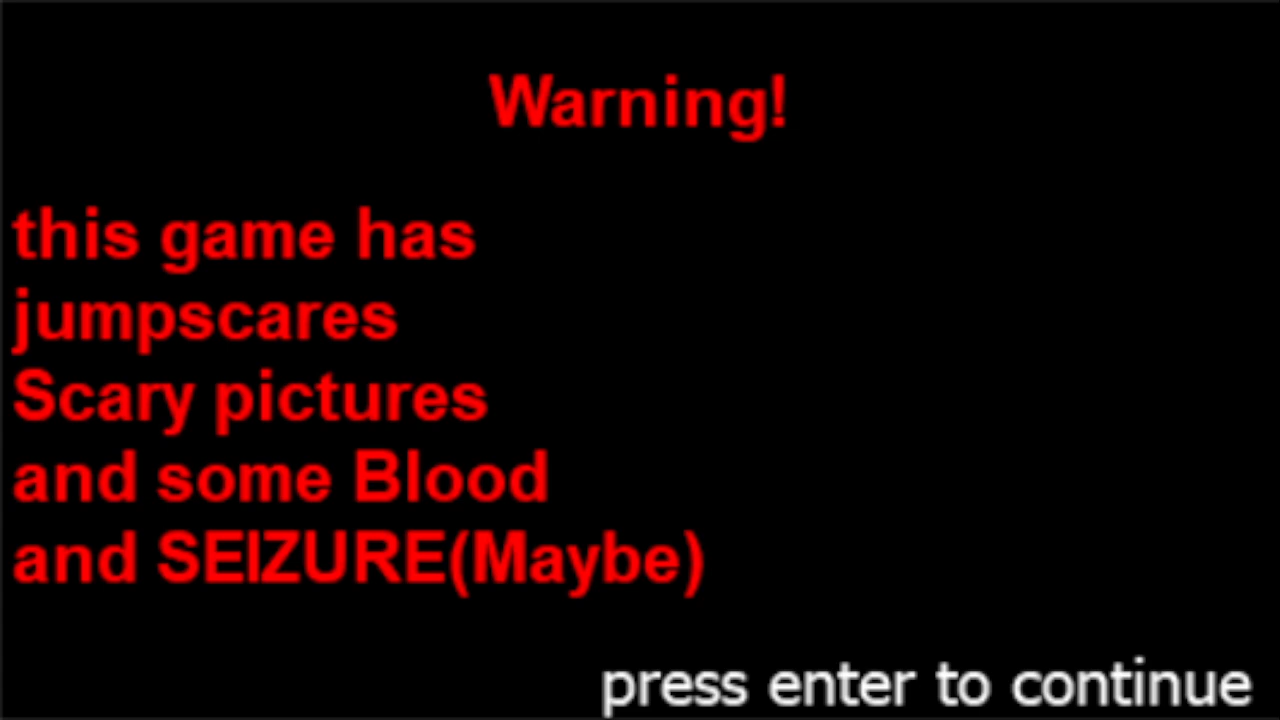 Warning!
this game has
jumpscares
Scary pictures
and some Blood
and SEIZURE(Maybe)
press enter to continue